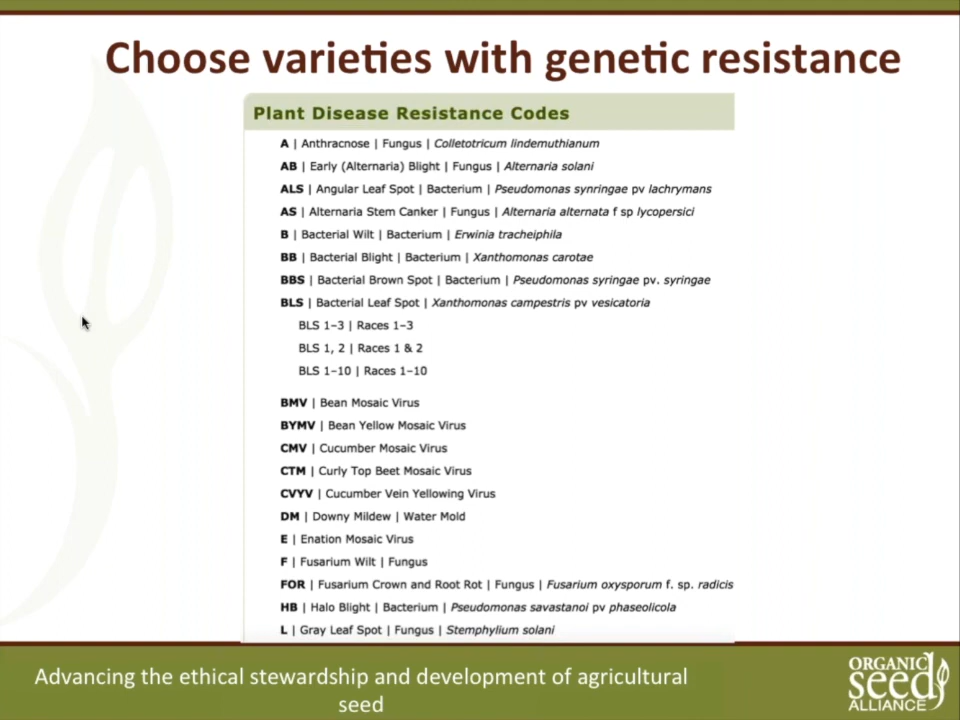 Choose varieties with genetic resistance
Plant Disease Resistance Codes
A | Anthracnose | Fungus | Colletotricum lindemuthianum
AB | Early (Alternaria) Blight | Fungus | Alternaria solani
ALS | Angular Leaf Spot | Bacterium | Pseudomonas synringae pv lachrymans
AS | Alternaria Stem Canker | Fungus | Alternaria alternata f sp lycopersici
B | Bacterial Wilt | Bacterium | Erwinia tracheiphila
BB | Bacterial Blight | Bacterium | Xanthomonas carotae
BBS | Bacterial Brown Spot | Bacterium | Pseudomonas syringae pv. syringae
BLS | Bacterial Leaf Spot | Xanthomonas campestris pv vesicatoria
BLS 1–3 | Races 1–3
BLS 1, 2 | Races 1 & 2
BLS 1–10 | Races 1–10
BMV | Bean Mosaic Virus
BYMV | Bean Yellow Mosaic Virus
CMV | Cucumber Mosaic Virus
CTM | Curly Top Beet Mosaic Virus
CVYV | Cucumber Vein Yellowing Virus
DM | Downy Mildew | Water Mold
E | Enation Mosaic Virus
F | Fusarium Wilt | Fungus
FOR | Fusarium Crown and Root Rot | Fungus | Fusarium oxysporum f. sp. radicis
HB | Halo Blight | Bacterium | Pseudomonas savastanoi pv phaseolicola
L | Gray Leaf Spot | Fungus | Stemphylium solani
Advancing the ethical stewardship and development of agricultural
seed
ORGANIC
seed
ALLIANCE